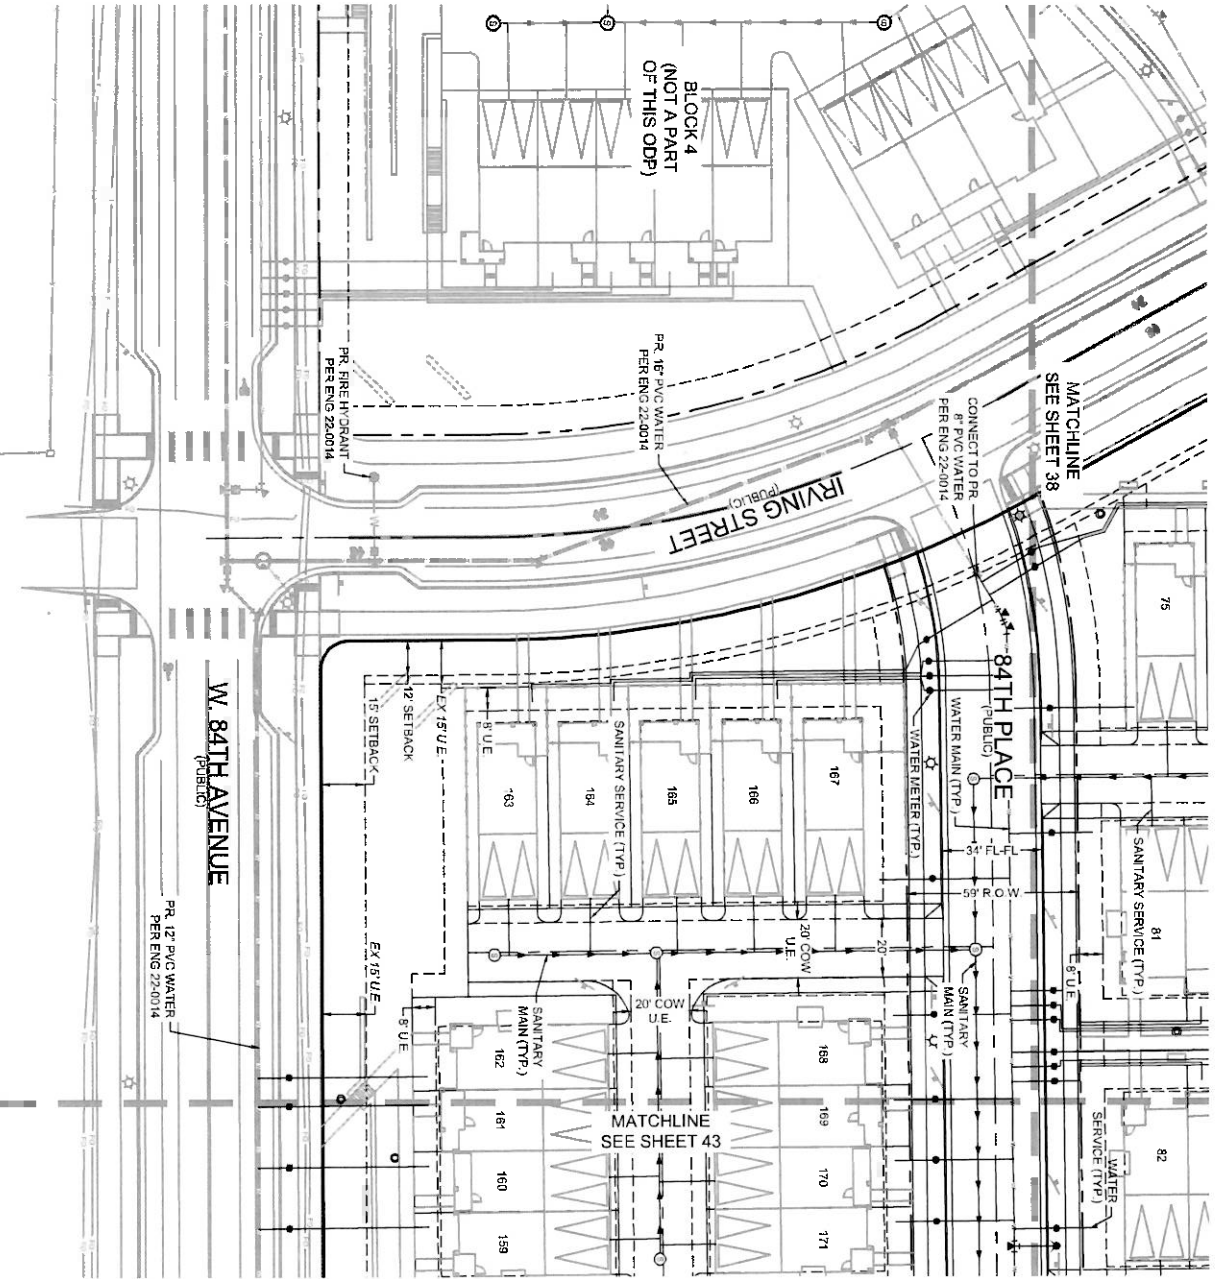 BLOCK 4
(NOT A PART
OF THIS ODP)
MATCHLINE
SEE SHEET 38
CONNECT TO PR.
8" PVC WATER
PER ENG 22-0014
PR. 16" PVC WATER
PER ENG 22-0014
PR. FIRE HYDRANT
PER ENG 22-0014
IRVING STREET
(PUBLIC)
84TH PLACE
(PUBLIC)
WATER MAIN (TYP.)
WATER METER (TYP.)
W. 84TH AVENUE
(PUBLIC)
15' SETBACK
12' SETBACK
EX 15' U.E.
8' U.E.
SANITARY SERVICE (TYP.)
163
164
165
166
167
75
34' FL-FL
59' R.O.W.
81
SANITARY SERVICE (TYP.)
8' U.E.
20' COW
U.E.
20'
20' COW
U.E.
SANITARY
MAIN (TYP.)
SANITARY
MAIN (TYP.)
EX 15' U.E.
8' U.E.
PR. 12" PVC WATER
PER ENG 22-0014
162
161
160
159
168
169
170
171
MATCHLINE
SEE SHEET 43
WATER
SERVICE (TYP.)
82